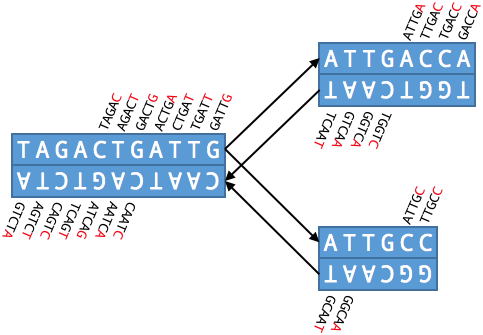 ATTGA
TTGAC
TGACC
GACCA
ATTGACCA
TGGTCAAT
TCAAT
GTCAA
GGTCA
TGGTC
TAGAC
AGACT
GACTG
ACTGA
CTGAT
TGATT
GATTG
TAGACTGATTG
CAATCAGTCTA
GTCTA
AGTCT
CAGTC
TCAGT
ATCAG
AATCA
CAATC
ATTGC
TTGCC
ATTGCC
GGCAAT
GCAAT
GGCAA